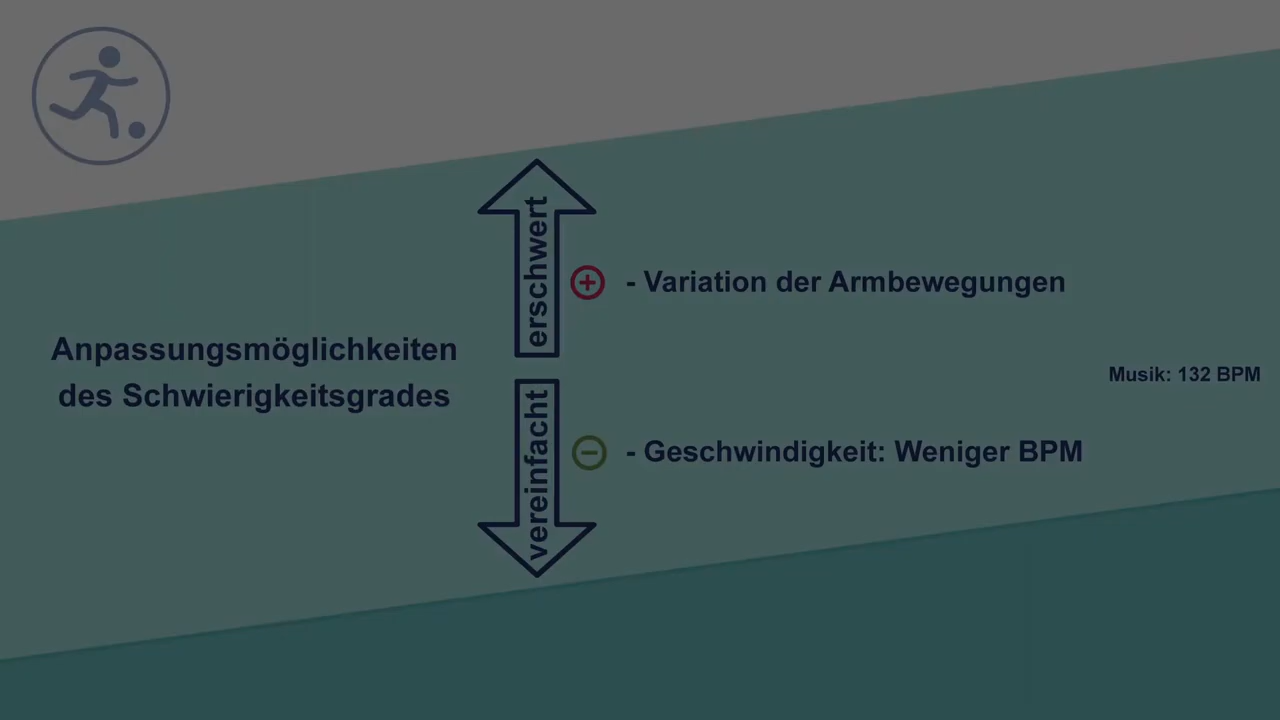 erschwert
- Variation der Armbewegungen
Anpassungsmöglichkeiten
des Schwierigkeitsgrades
Musik: 132 BPM
vereinfacht
- Geschwindigkeit: Weniger BPM